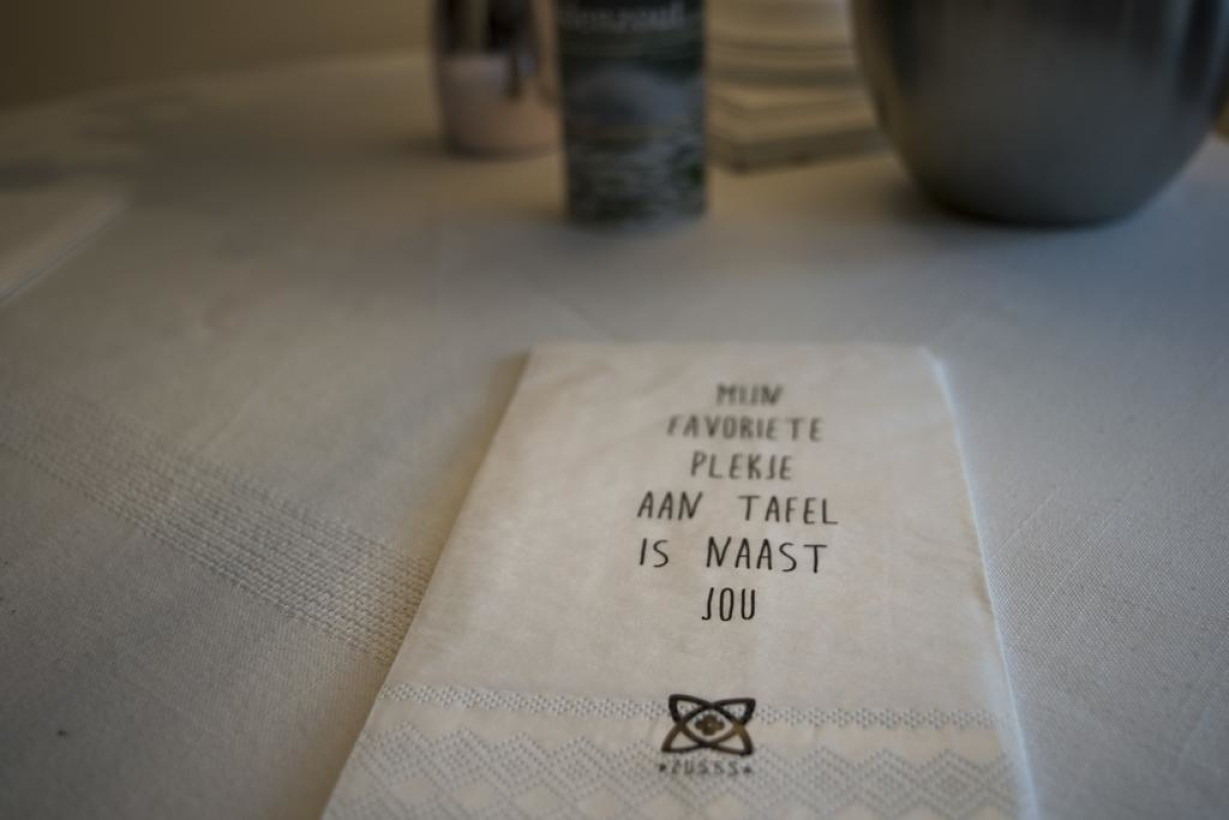 MIJN
FAVORIETE
PLEKJE
AAN TAFEL
IS NAAST
JOU
*ZUSSS*